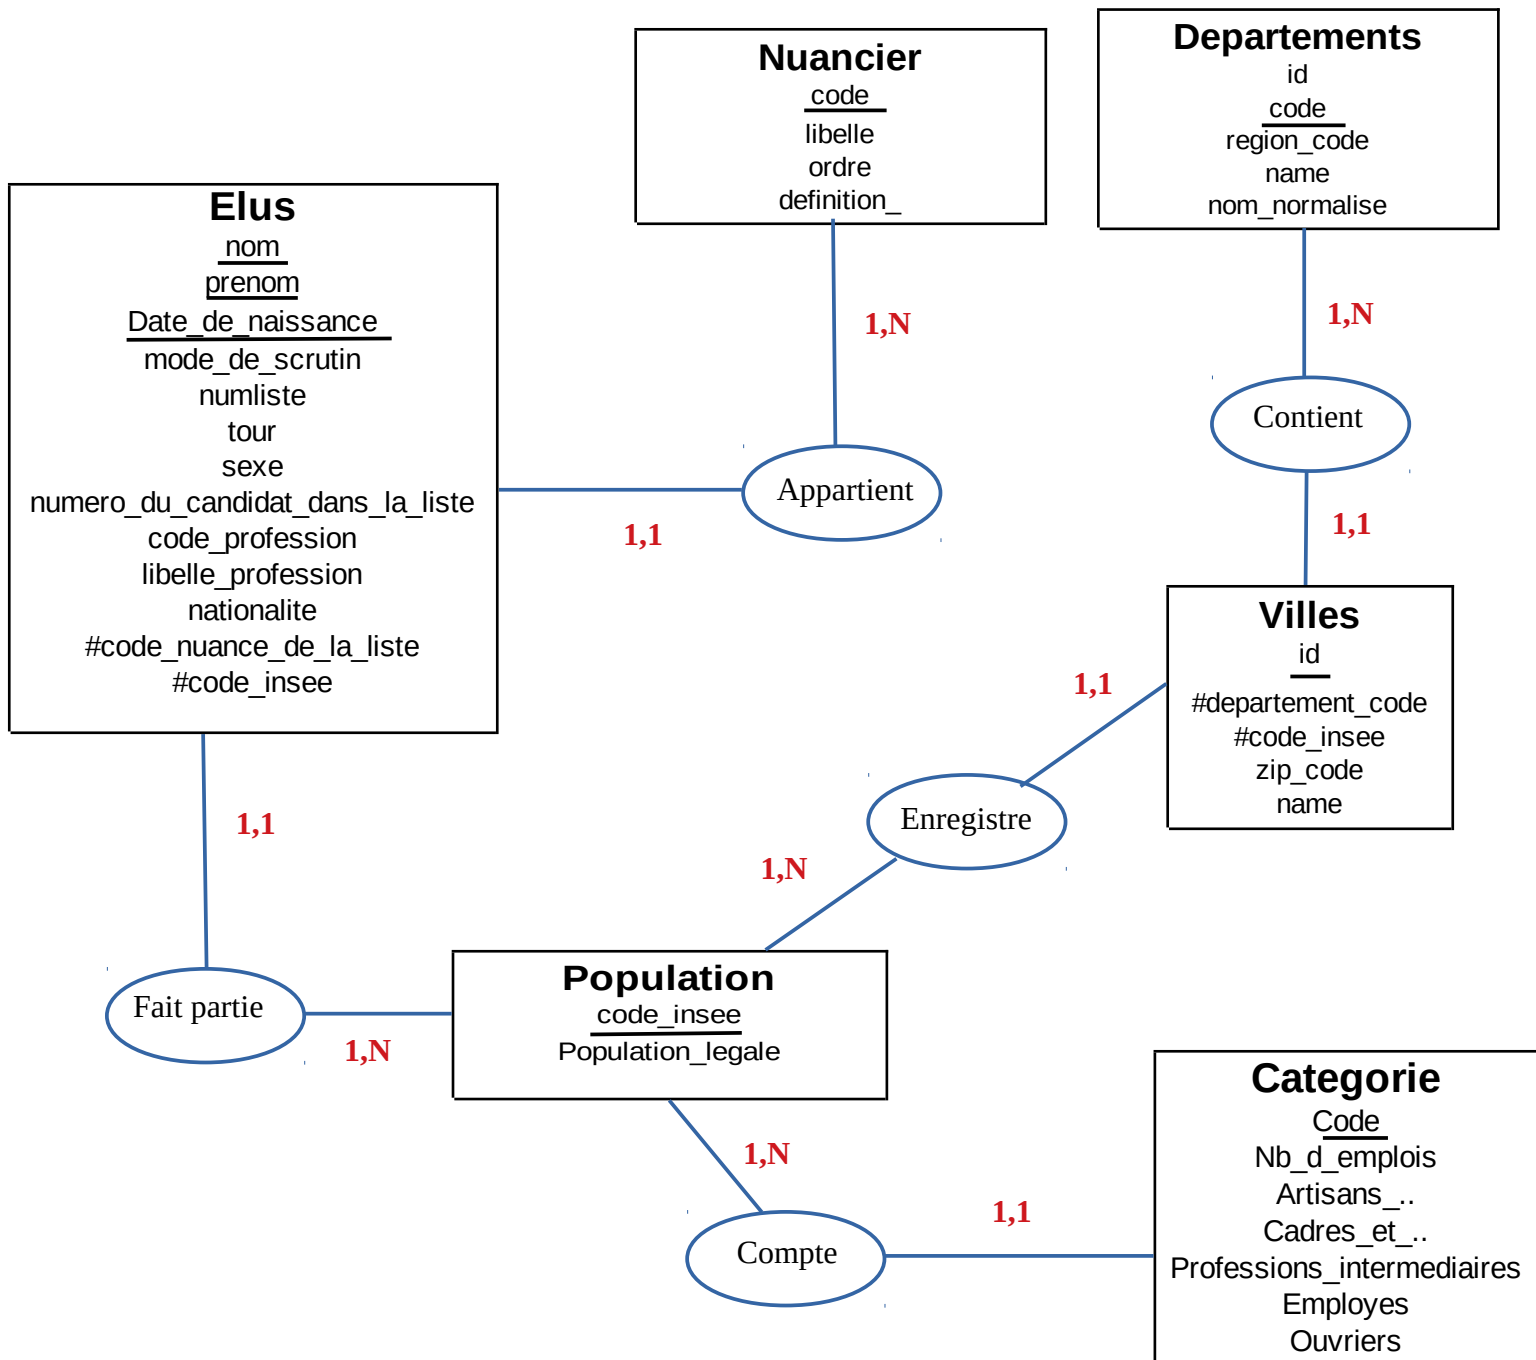 Nuancier
code
libelle
ordre
definition_
Departements
id
code
region_code
name
nom_normalise
Elus
nom
prenom
Date_de_naissance
mode_de_scrutin
numliste
tour
sexe
numero_du_candidat_dans_la_liste
code_profession
libelle_profession
nationalite
#code_nuance_de_la_liste
#code_insee
1,N
1,N
Contient
Appartient
1,1
1,1
Villes
id
#departement_code
#code_insee
zip_code
name
1,1
Enregistre
1,1
1,N
Fait partie
1,N
Population
code_insee
Population_legale
1,N
Compte
1,1
Categorie
Code
Nb_d_emplois
Artisans_..
Cadres_et_..
Professions_intermediaires
Employes
Ouvriers